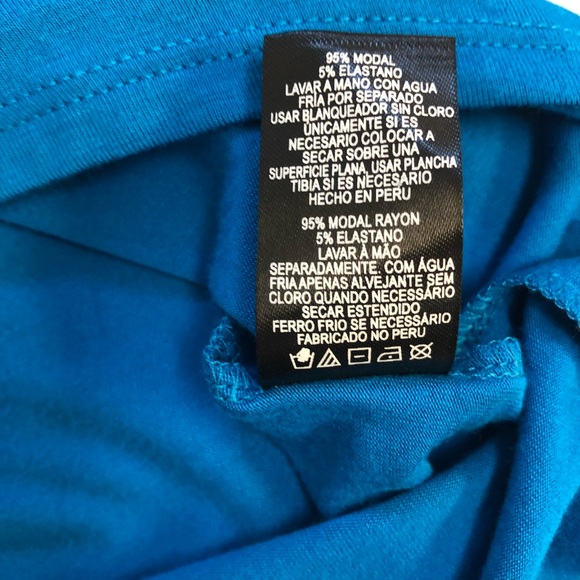 95% MODAL
5% ELASTANO
LAVAR A MANO CON AGUA
FRÍA POR SEPARADO
USAR BLANQUEADOR SIN CLORO
ÚNICAMENTE SI ES
NECESARIO COLOCAR A
SECAR SOBRE UNA
SUPERFICIE PLANA, USAR PLANCHA
TIBIA SI ES NECESARIO
HECHO EN PERU
95% MODAL RAYON
5% ELASTANO
LAVAR À MÃO
SEPARADAMENTE. COM ÁGUA
FRIA APENAS ALVEJANTE SEM
CLORO QUANDO NECESSÁRIO
SECAR ESTENDIDO
FERRO FRIO SE NECESSÁRIO
FABRICADO NO PERU